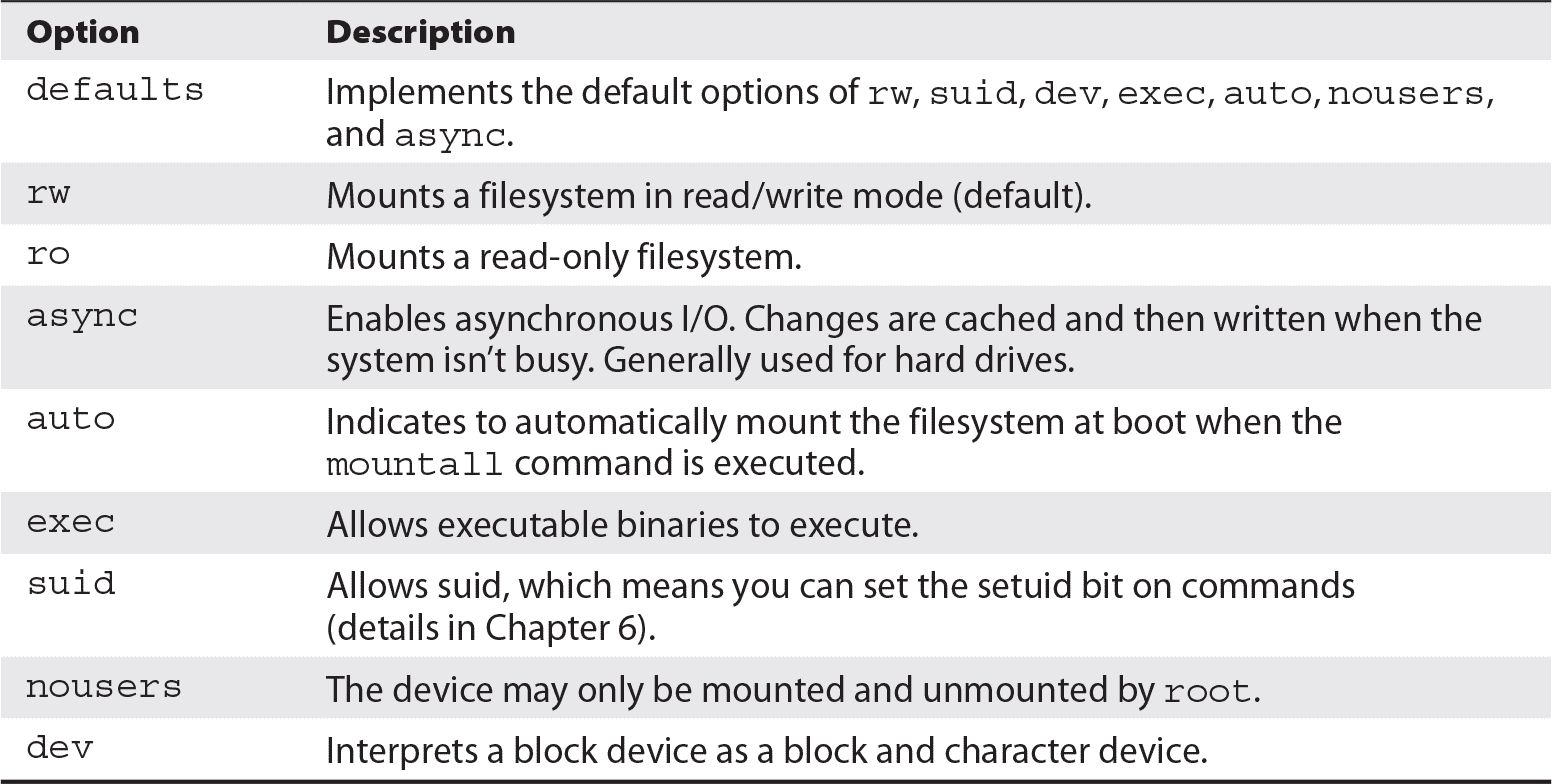 Option Description
defaults Implements the default options of rw, suid, dev, exec, auto, nousers,
and async.
rw Mounts a filesystem in read/write mode (default).
ro Mounts a read-only filesystem.
async Enables asynchronous I/O. Changes are cached and then written when the
system isn’t busy. Generally used for hard drives.
auto Indicates to automatically mount the filesystem at boot when the
mountall command is executed.
exec Allows executable binaries to execute.
suid Allows suid, which means you can set the setuid bit on commands
(details in Chapter 6).
nousers The device may only be mounted and unmounted by root.
dev Interprets a block device as a block and character device.